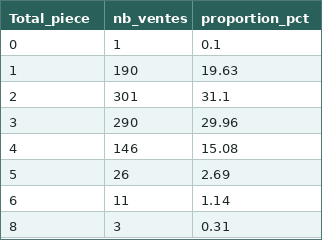 Total_piece nb_ventes proportion_pct
0 1 0.1
1 190 19.63
2 301 31.1
3 290 29.96
4 146 15.08
5 26 2.69
6 11 1.14
8 3 0.31